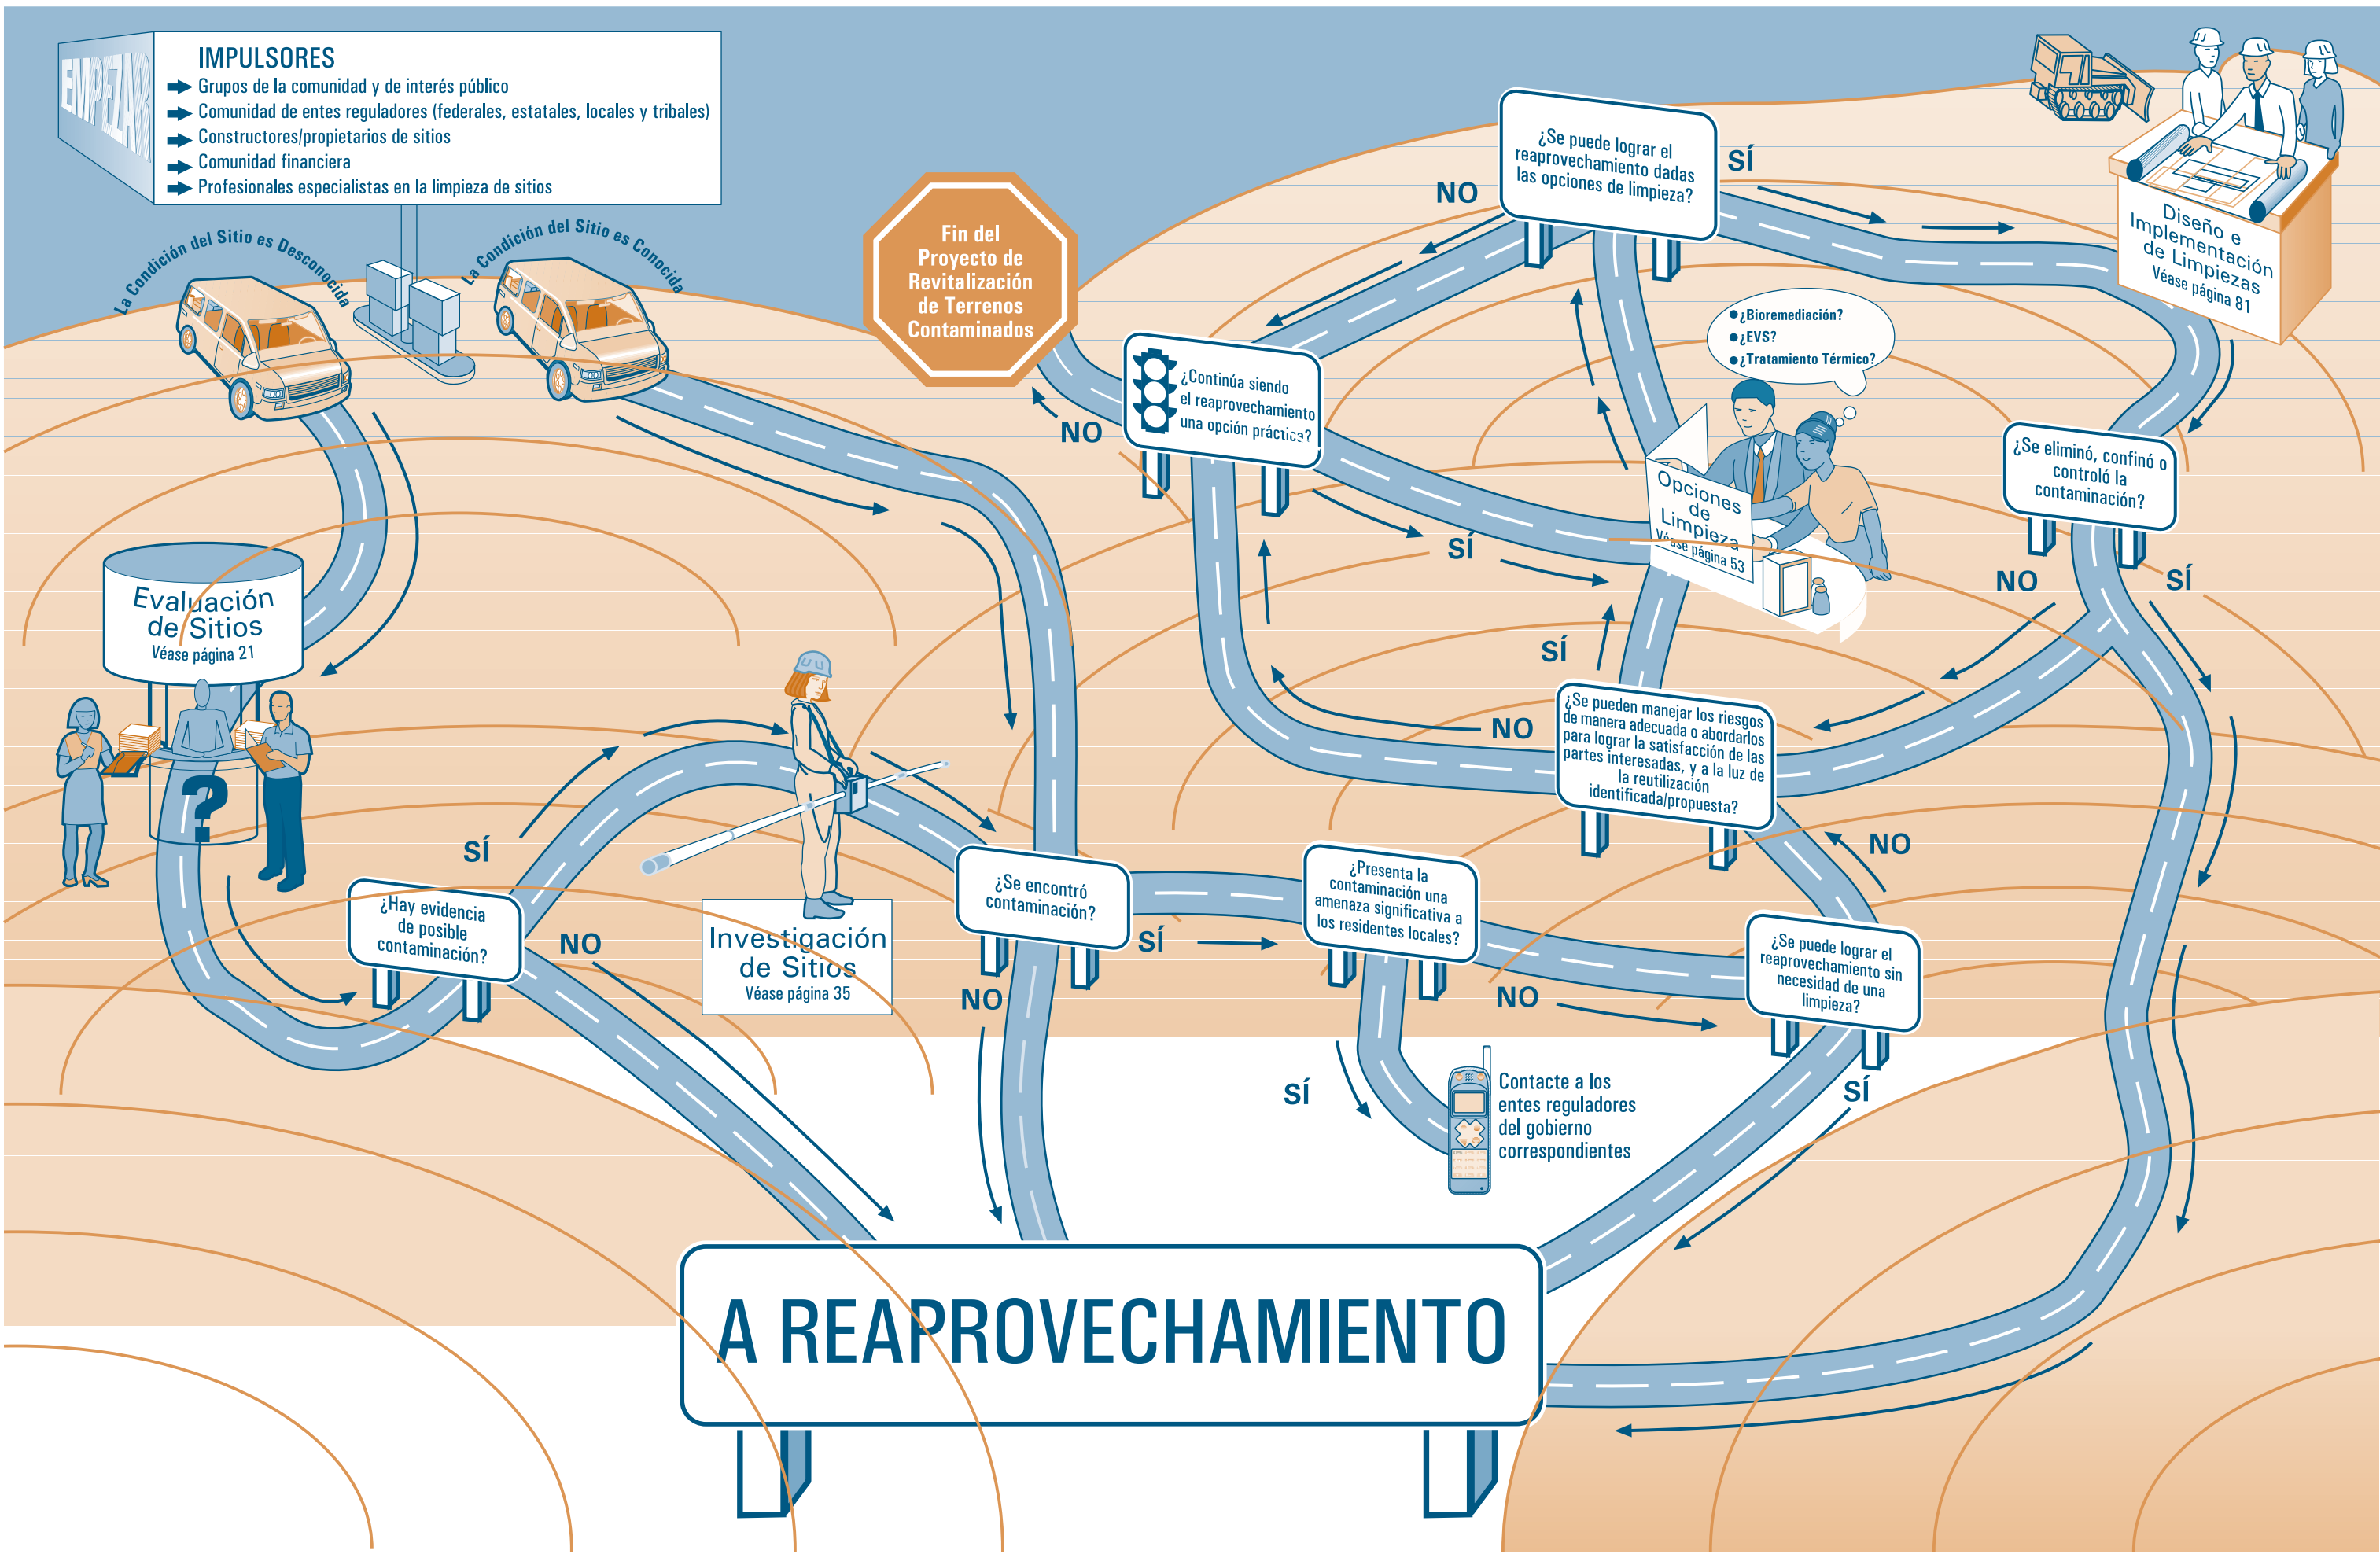 EMPEZAR
IMPULSORES
Grupos de la comunidad y de interés público
Comunidad de entes reguladores (federales, estatales, locales y tribales)
Constructores/propietarios de sitios
Comunidad financiera
Profesionales especialistas en la limpieza de sitios
La Condición del Sitio es Desconocida
La Condición del Sitio es Conocida
Fin del
Proyecto de
Revitalización
de Terrenos
Contaminados
¿Se puede lograr el
reaprovechamiento dadas
las opciones de limpieza?
NO
SÍ
Diseño e
Implementación
de Limpiezas
Véase página 81
¿Bioremediación?
¿EVS?
¿Tratamiento Térmico?
¿Continúa siendo
el reaprovechamiento
una opción práctica?
NO
SÍ
Opciones
de
Limpieza
Véase página 53
¿Se eliminó, confinó o
controló la
contaminación?
NO
SÍ
Evaluación
de Sitios
Véase página 21
?
SÍ
¿Se pueden manejar los riesgos
de manera adecuada o abordarlos
para lograr la satisfacción de las
partes interesadas, y a la luz de
la reutilización
identificada/propuesta?
NO
SÍ
¿Hay evidencia
de posible
contaminación?
NO
Investigación
de Sitios
Véase página 35
¿Se encontró
contaminación?
SÍ
NO
¿Presenta la
contaminación una
amenaza significativa a
los residentes locales?
NO
SÍ
NO
¿Se puede lograr el
reaprovechamiento sin
necesidad de una
limpieza?
SÍ
Contacte a los
entes reguladores
del gobierno
correspondientes
A REAPROVECHAMIENTO